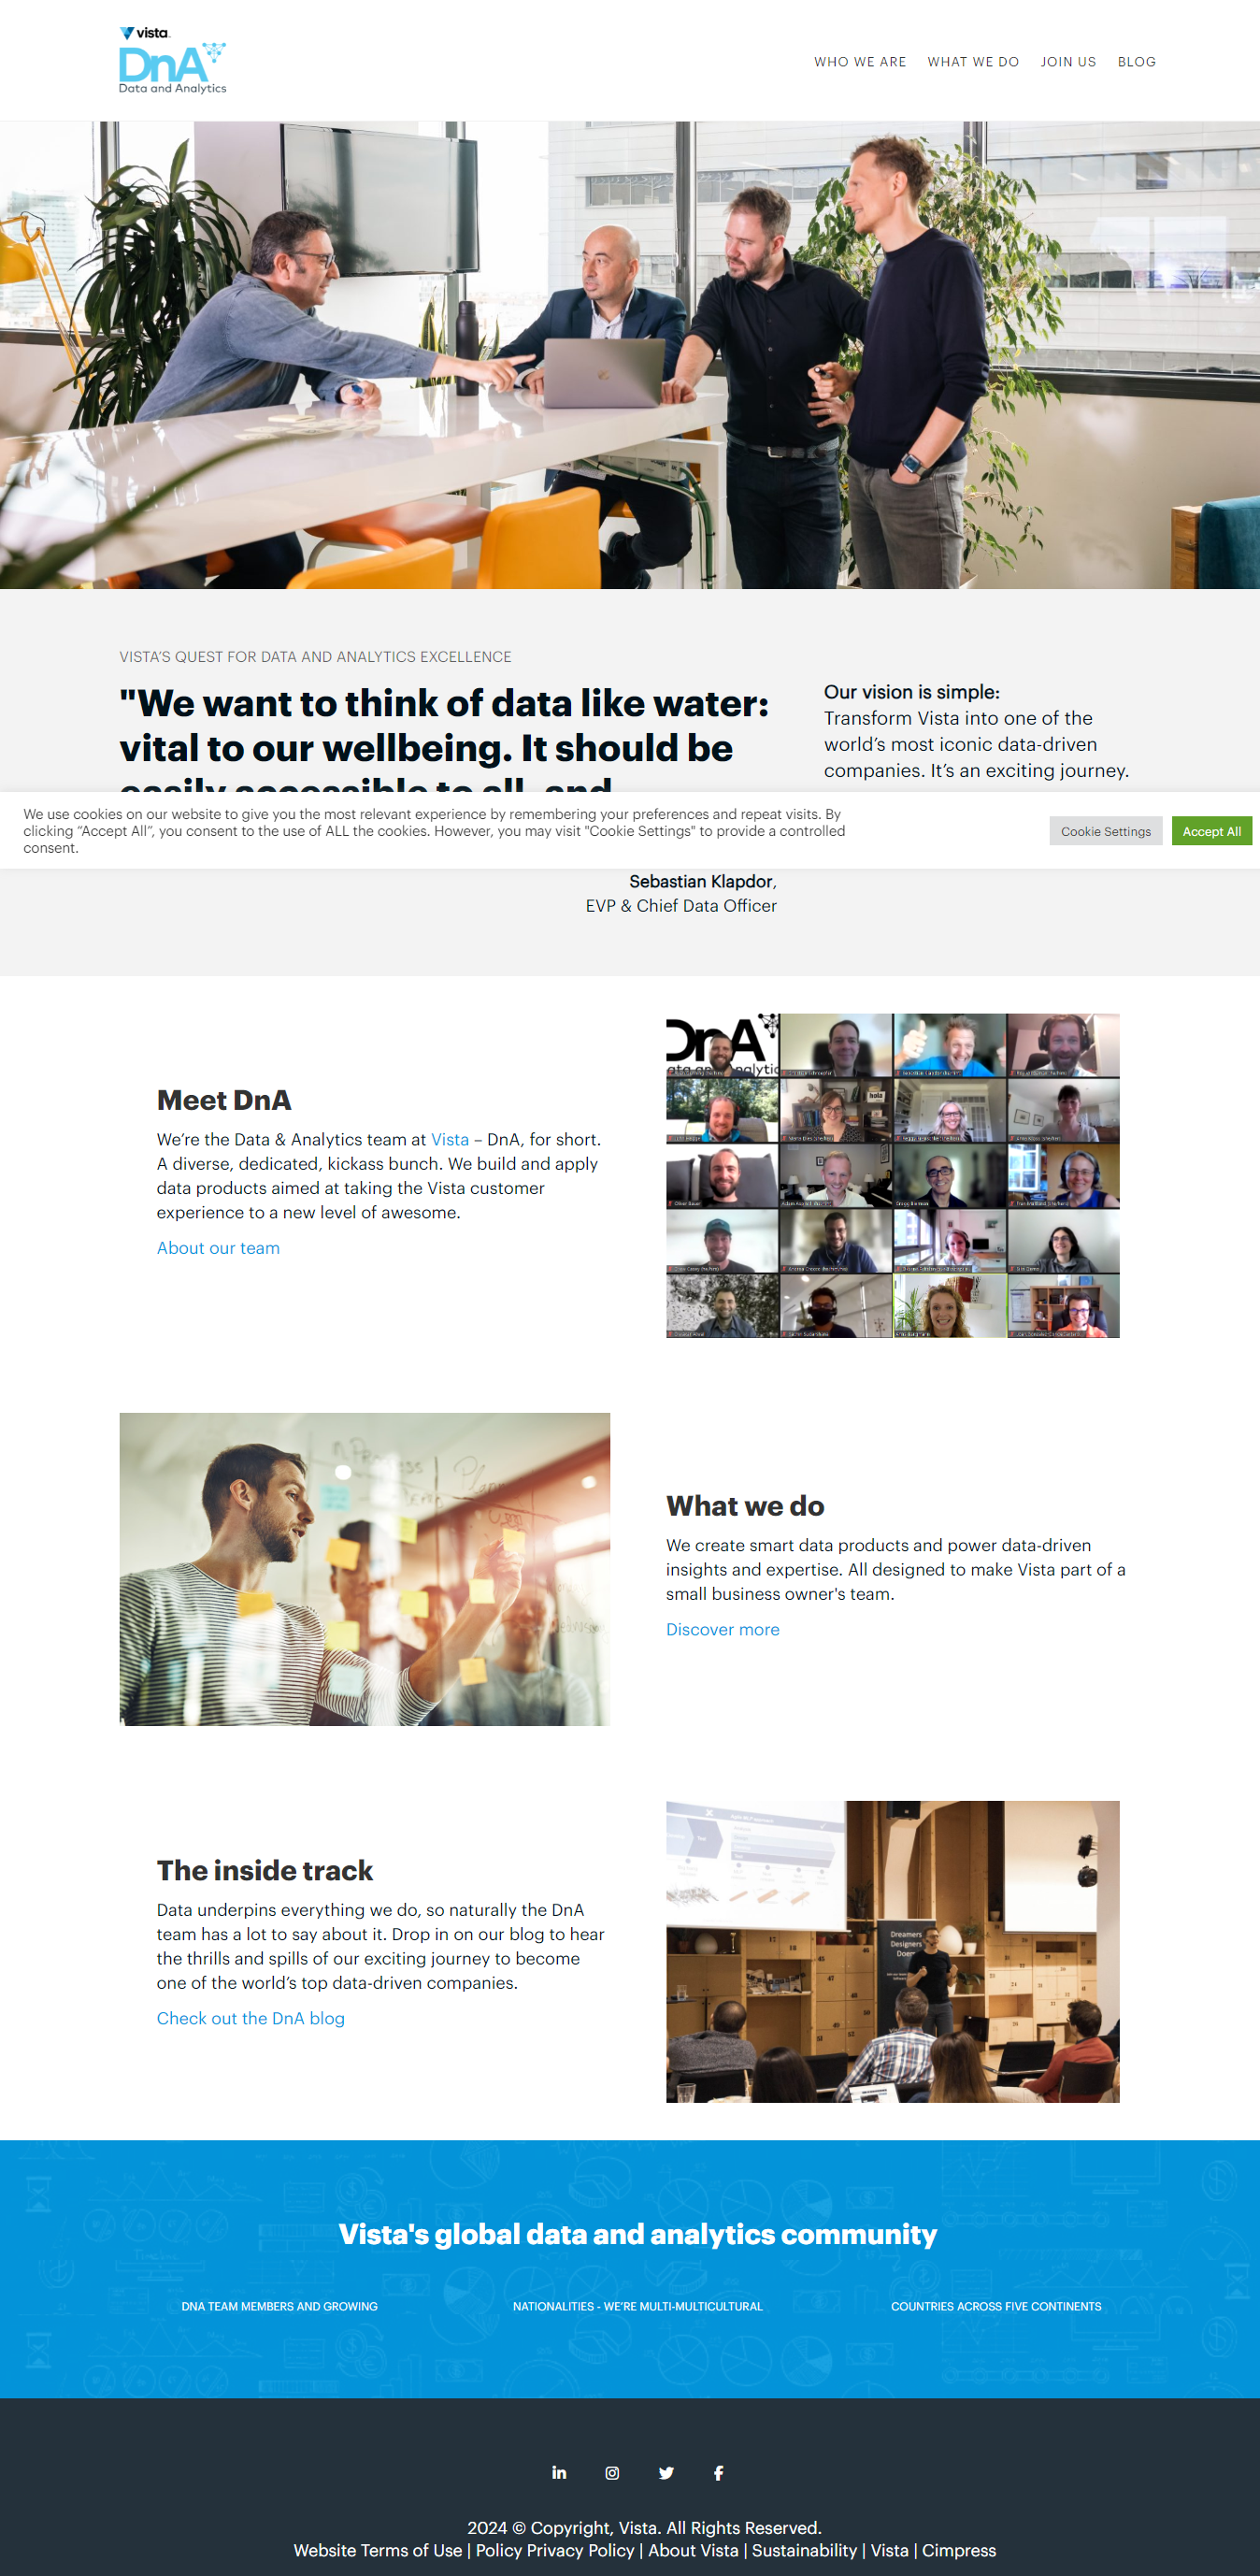 vista.
DnA
Data and Analytics
WHO WE ARE
WHAT WE DO
JOIN US
BLOG
VISTA'S QUEST FOR DATA AND ANALYTICS EXCELLENCE
"We want to think of data like water:
vital to our wellbeing. It should be
easily accessible to all, and
Our vision is simple:
Transform Vista into one of the
world's most iconic data-driven
companies. It's an exciting journey.
We use cookies on our website to give you the most relevant experience by remembering your preferences and repeat visits. By
clicking “Accept All”, you consent to the use of ALL the cookies. However, you may visit "Cookie Settings" to provide a controlled
consent.
Cookie Settings
Accept All
Sebastian Klapdor,
EVP & Chief Data Officer
Meet DnA
We're the Data & Analytics team at Vista – DnA, for short.
A diverse, dedicated, kickass bunch. We build and apply
data products aimed at taking the Vista customer
experience to a new level of awesome.
About our team
DnA
What we do
We create smart data products and power data-driven
insights and expertise. All designed to make Vista part of a
small business owner's team.
Discover more
The inside track
Data underpins everything we do, so naturally the DnA
team has a lot to say about it. Drop in on our blog to hear
the thrills and spills of our exciting journey to become
one of the world's top data-driven companies.
Check out the DnA blog
Dreamers
Designers
Vista's global data and analytics community
DNA TEAM MEMBERS AND GROWING
NATIONALITIES - WE'RE MULTI-MULTICULTURAL
COUNTRIES ACROSS FIVE CONTINENTS
2024 © Copyright, Vista. All Rights Reserved.
Website Terms of Use | Policy Privacy Policy | About Vista | Sustainability | Vista | Cimpress